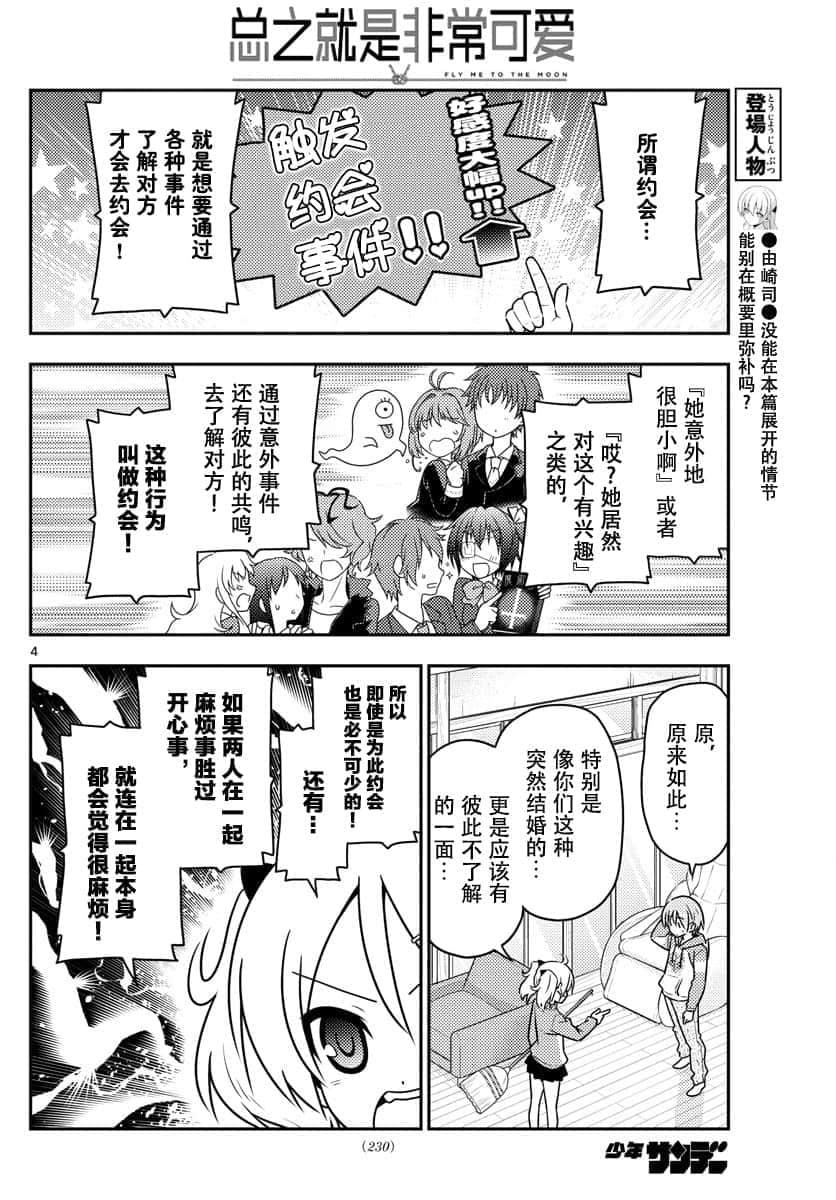 总之就是非常可爱
FLY ME TO THE MOON
とうじょうじんぶつ
登場人物
●由崎司●没能在本篇展开的情节
能别在概要里弥补吗？
所谓约会…
好感度大幅UP!!
触发
约会
事件!!
就是想要通过
各种事件
了解对方
才会去约会！
『她意外地
很胆小啊』或者
『哎？她居然
对这个有兴趣』
之类的，
通过意外事件
还有彼此的共鸣，
去了解对方！
这种行为
叫做约会！
4
原，
原来如此…
特别是
像你们这种
突然结婚的…
更是应该有
彼此不了解
的一面…
所以
即使是为此约会
也是必不可少的！
还有…
如果两人在一起
麻烦事胜过
开心事，
就连在一起本身
都会觉得很麻烦！
(230)
少年サンデー